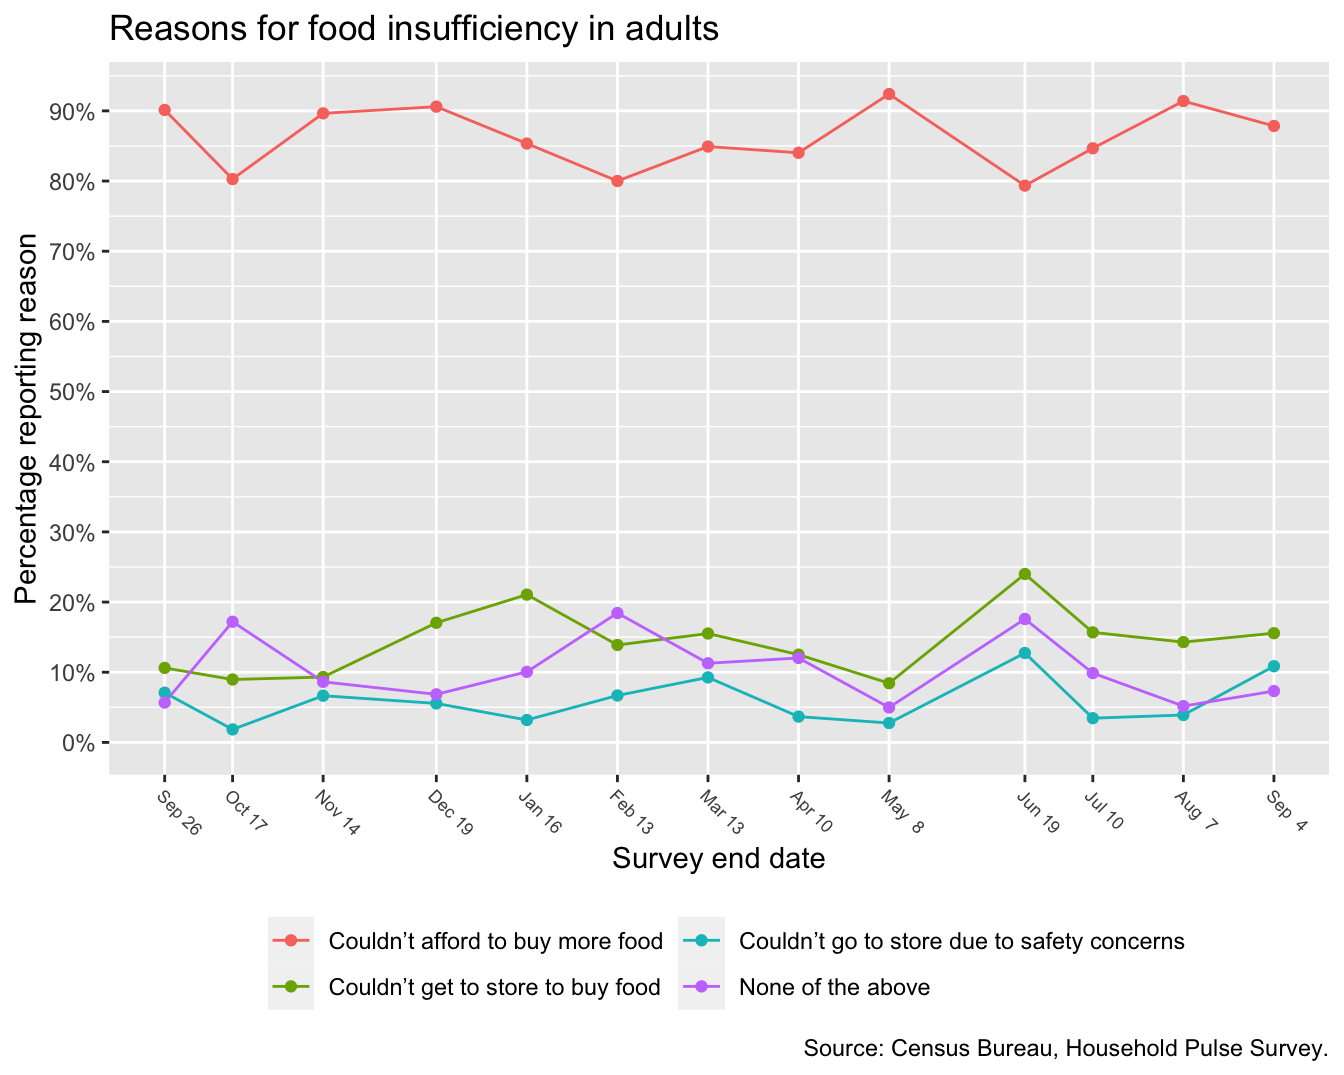 Reasons for food insufficiency in adults
Percentage reporting reason
90%
80%
70%
60%
50%
40%
30%
20%
10%
0%
Sep 26
Oct 17
Nov 14
Dec 19
Jan 16
Feb 13
Mar 13
Apr 10
May 8
Jun 19
Jul 10
Aug 7
Sep 4
Survey end date
Couldn’t afford to buy more food
Couldn’t go to store due to safety concerns
Couldn’t get to store to buy food
None of the above
Source: Census Bureau, Household Pulse Survey.